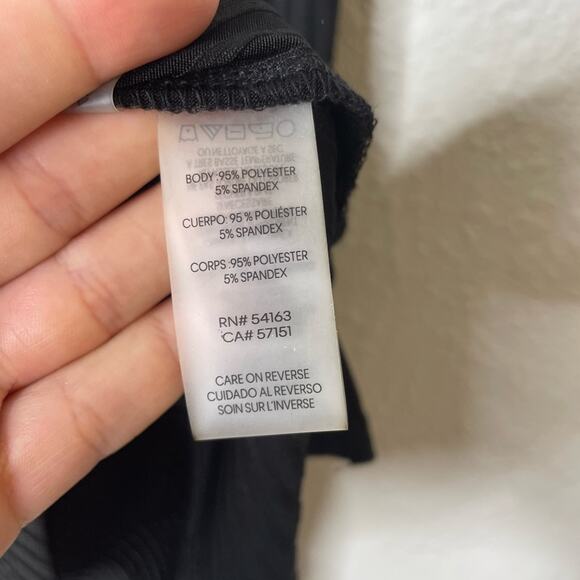 BODY :95% POLYESTER
5% SPANDEX
CUERPO: 95 % POLIÉSTER
5% SPANDEX
CORPS :95% POLYESTER
5% SPANDEX
RN# 54163
CA# 57151
CARE ON REVERSE
CUIDADO AL REVERSO
SOIN SUR L'INVERSE